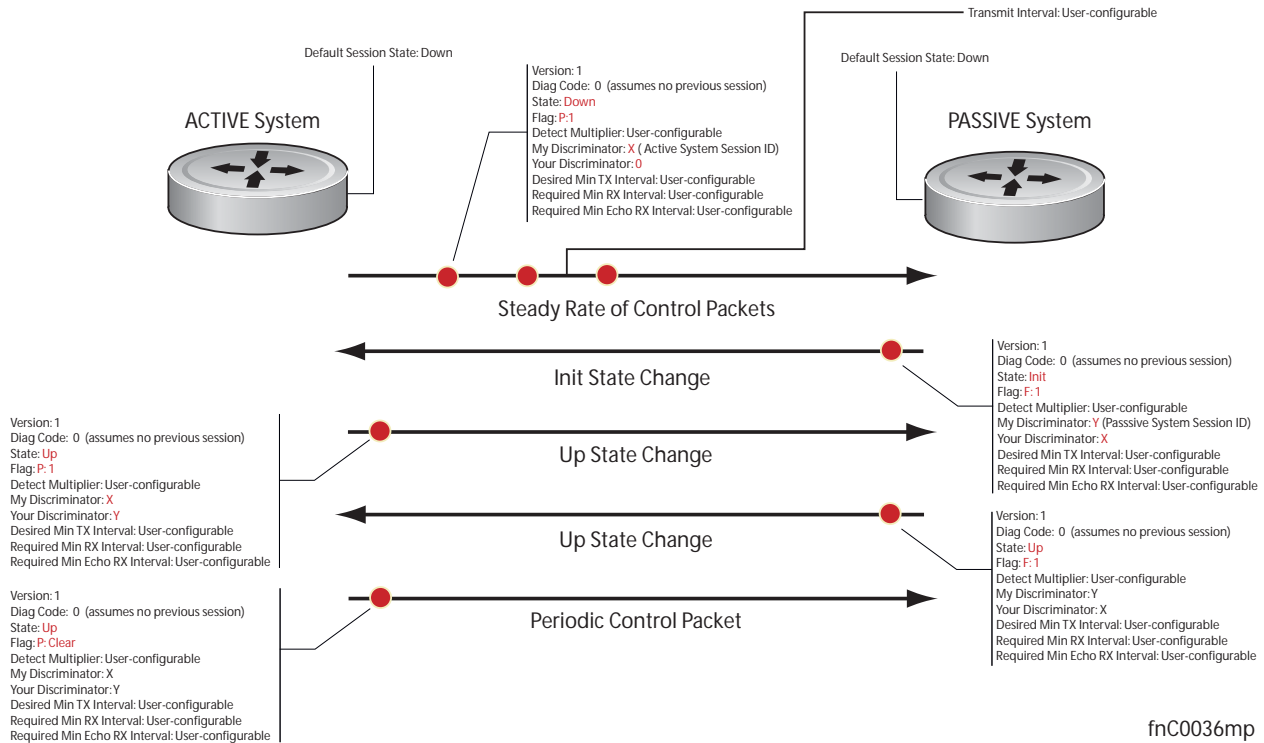 Transmit Interval: User-configurable
Default Session State: Down
Default Session State: Down
ACTIVE System
PASSIVE System
Version: 1
Diag Code: 0 (assumes no previous session)
State: Down
Flag: P:1
Detect Multiplier: User-configurable
My Discriminator: X ( Active System Session ID)
Your Discriminator: 0
Desired Min TX Interval: User-configurable
Required Min RX Interval: User-configurable
Required Min Echo RX Interval: User-configurable
Steady Rate of Control Packets
Init State Change
Version: 1
Diag Code: 0 (assumes no previous session)
State: Init
Flag: F: 1
Detect Multiplier: User-configurable
My Discriminator: Y (Passsive System Session ID)
Your Discriminator: X
Desired Min TX Interval: User-configurable
Required Min RX Interval: User-configurable
Required Min Echo RX Interval: User-configurable
Version: 1
Diag Code: 0 (assumes no previous session)
State: Up
Flag: P: 1
Detect Multiplier: User-configurable
My Discriminator: X
Your Discriminator: Y
Desired Min TX Interval: User-configurable
Required Min RX Interval: User-configurable
Required Min Echo RX Interval: User-configurable
Up State Change
Up State Change
Version: 1
Diag Code: 0 (assumes no previous session)
State: Up
Flag: F: 1
Detect Multiplier: User-configurable
My Discriminator: Y
Your Discriminator: X
Desired Min TX Interval: User-configurable
Required Min RX Interval: User-configurable
Required Min Echo RX Interval: User-configurable
Version: 1
Diag Code: 0 (assumes no previous session)
State: Up
Flag: P: Clear
Detect Multiplier: User-configurable
My Discriminator: X
Your Discriminator: Y
Desired Min TX Interval: User-configurable
Required Min RX Interval: User-configurable
Required Min Echo RX Interval: User-configurable
Periodic Control Packet
fnC0036mp